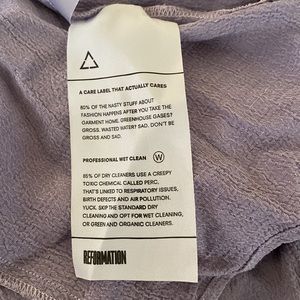 A CARE LABEL THAT ACTUALLY CARES
80% OF THE NASTY STUFF ABOUT
FASHION HAPPENS AFTER YOU TAKE THE
GARMENT HOME. GREENHOUSE GASES?
GROSS. WASTED WATER? SAD. DON'T BE
GROSS AND SAD.
PROFESSIONAL WET CLEAN W
85% OF DRY CLEANERS USE A CREEPY
TOXIC CHEMICAL CALLED PERC,
THAT'S LINKED TO RESPIRATORY ISSUES,
BIRTH DEFECTS AND AIR POLLUTION.
YUCK. SKIP THE STANDARD DRY
CLEANING AND OPT FOR WET CLEANING,
OR GREEN AND ORGANIC CLEANERS.
REFORMATION